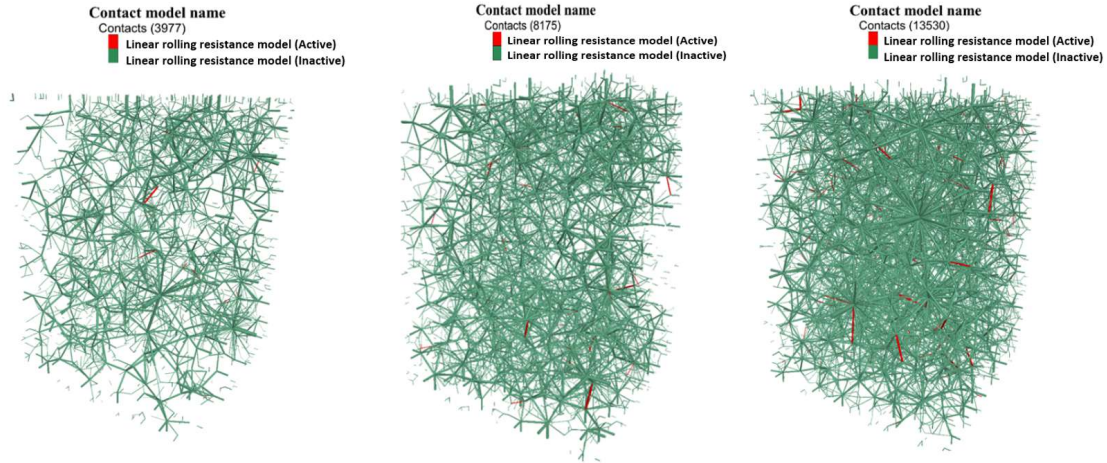 Contact model name
Contacts (3977)
Linear rolling resistance model (Active)
Linear rolling resistance model (Inactive)
Contact model name
Contacts (8175)
Linear rolling resistance model (Active)
Linear rolling resistance model (Inactive)
Contact model name
Contacts (13530)
Linear rolling resistance model (Active)
Linear rolling resistance model (Inactive)